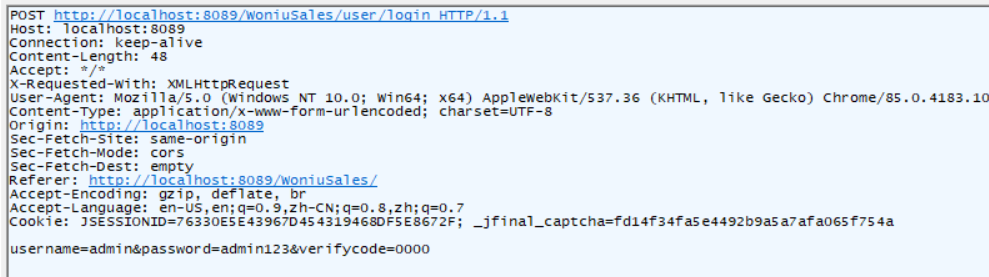 POST http://localhost:8089/WoniuSales/user/login HTTP/1.1
Host: localhost:8089
Connection: keep-alive
Content-Length: 48
Accept: */*
X-Requested-With: XMLHttpRequest
User-Agent: Mozilla/5.0 (Windows NT 10.0; Win64; x64) AppleWebKit/537.36 (KHTML, like Gecko) Chrome/85.0.4183.10
Content-Type: application/x-www-form-urlencoded; charset=UTF-8
Origin: http://localhost:8089
Sec-Fetch-Site: same-origin
Sec-Fetch-Mode: cors
Sec-Fetch-Dest: empty
Referer: http://localhost:8089/WoniuSales/
Accept-Encoding: gzip, deflate, br
Accept-Language: en-US,en;q=0.9,zh-CN;q=0.8,zh;q=0.7
Cookie: JSESSIONID=76330E5E43967D454319468DF5E8672F; _jfinal_captcha=fd14f34fa5e4492b9a5a7afa065f754a
username=admin&password=admin123&verifycode=0000